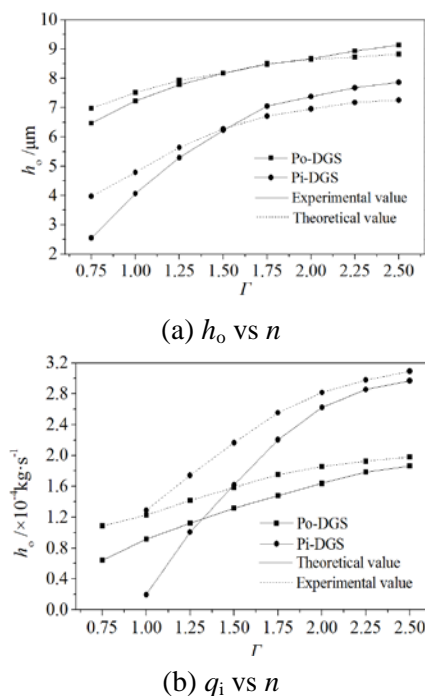 10
9
8
7
6
5
4
3
2
hₒ /μm
Po-DGS
Pi-DGS
Experimental value
Theoretical value
0.75 1.00 1.25 1.50 1.75 2.00 2.25 2.50
Γ
(a) hₒ vs n
3.2
2.8
2.4
2.0
1.6
1.2
0.8
0.4
0.0
hₒ /×10⁻⁴kg·s⁻¹
Po-DGS
Pi-DGS
Theoretical value
Experimental value
0.75 1.00 1.25 1.50 1.75 2.00 2.25 2.50
Γ
(b) qᵢ vs n